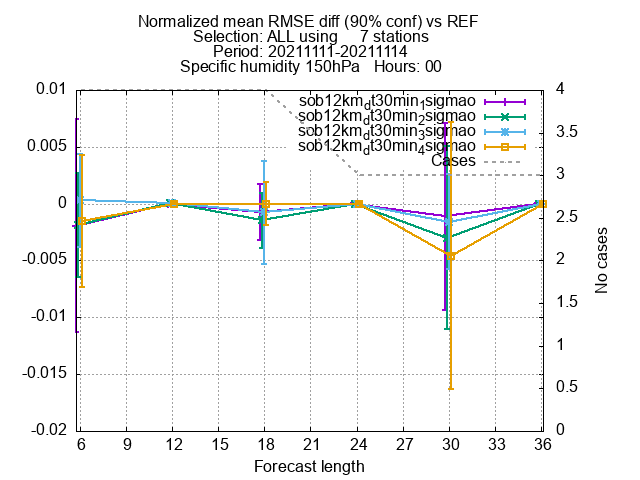 Normalized mean RMSE diff (90% conf) vs REF
Selection: ALL using 7 stations
Period: 20211111-20211114
Specific humidity 150hPa Hours: 00
sob12km_dt30min_1sigmao
sob12km_dt30min_2sigmao
sob12km_dt30min_3sigmao
sob12km_dt30min_4sigmao
Cases
0.01
0.005
0
-0.005
-0.01
-0.015
-0.02
4
3.5
3
2.5
2
1.5
1
0.5
0
No cases
6 9 12 15 18 21 24 27 30 33 36
Forecast length